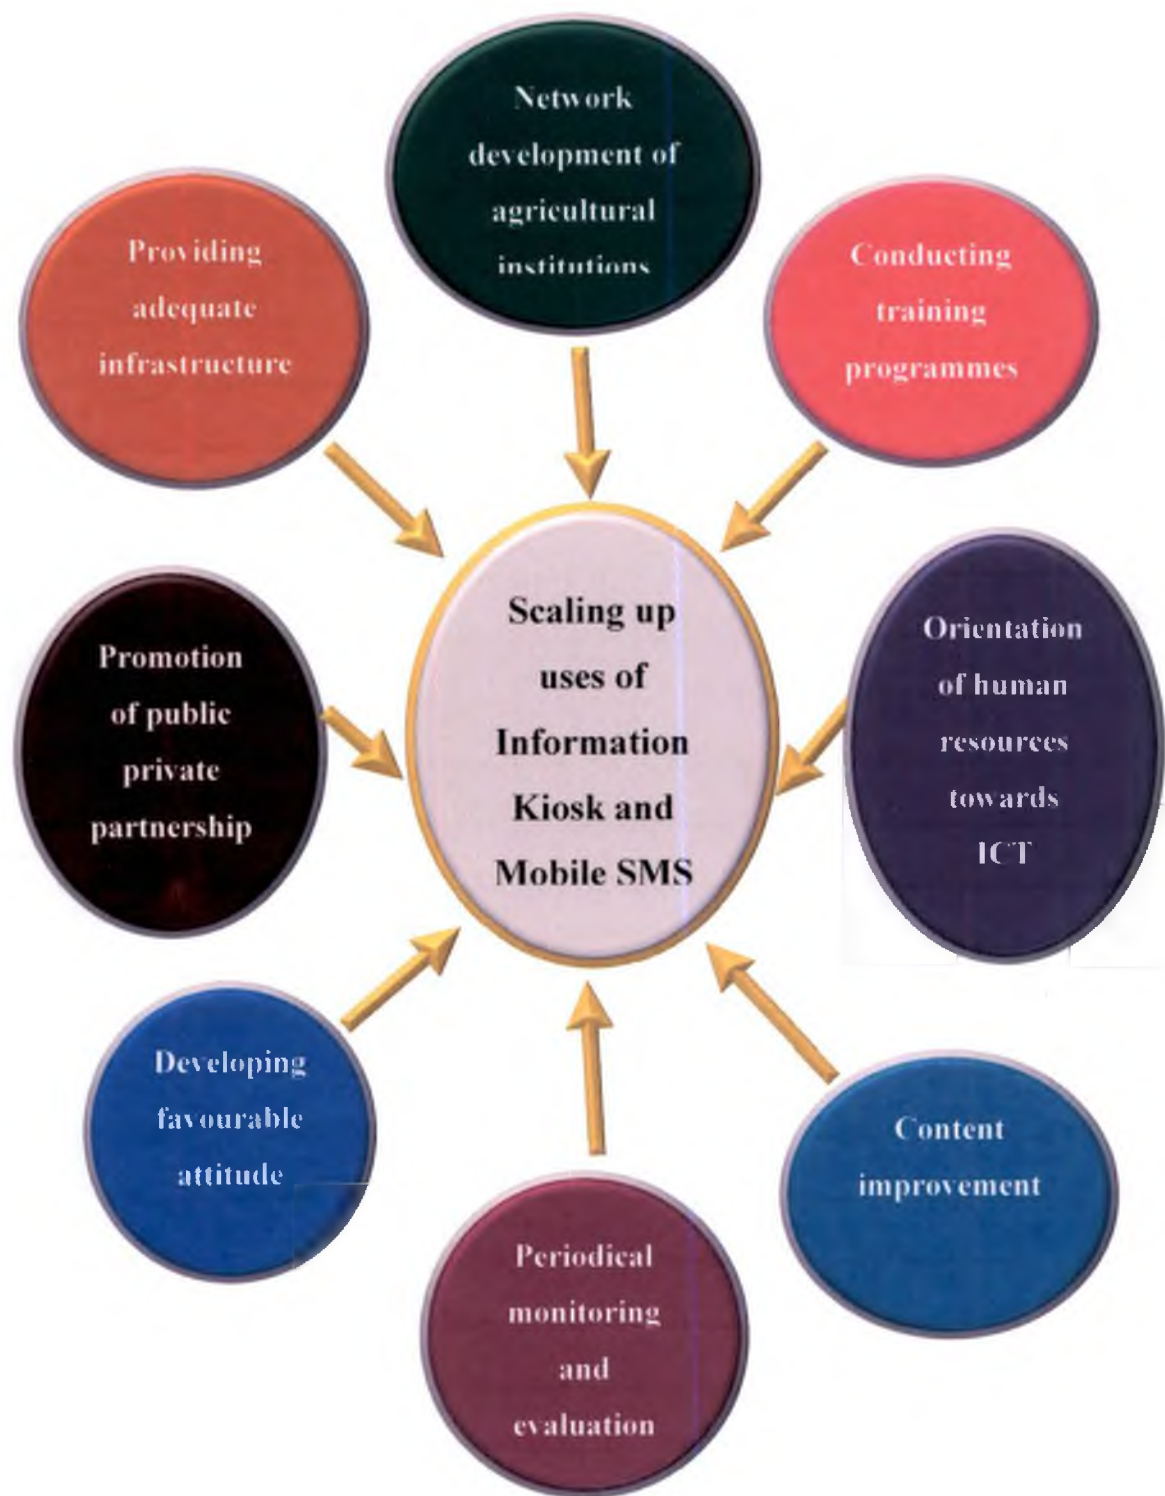 Network
development of
agricultural
institutions
Providing
adequate
infrastructure
Conducting
training
programmes
Scaling up
uses of
Information
Kiosk and
Mobile SMS
Promotion
of public
private
partnership
Orientation
of human
resources
towards
ICT
Developing
favourable
attitude
Content
improvement
Periodical
monitoring
and
evaluation